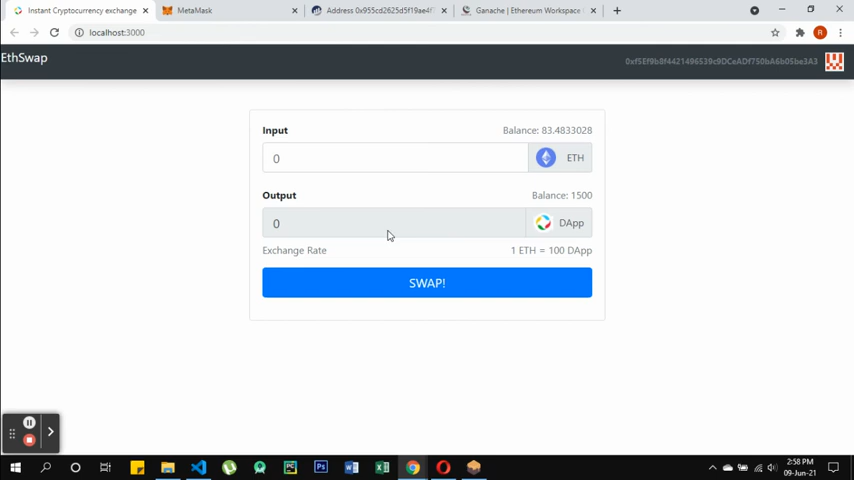 Instant Cryptocurrency exchange
MetaMask
Address 0x955cd2625d5f19ae4f
Ganache | Ethereum Workspace
localhost:3000
R
EthSwap
Input
Balance: 83.4833028
0
ETH
Output
Balance: 1500
0
DApp
Exchange Rate
1 ETH = 100 DApp
SWAP!
2:58 PM
09-Jun-21